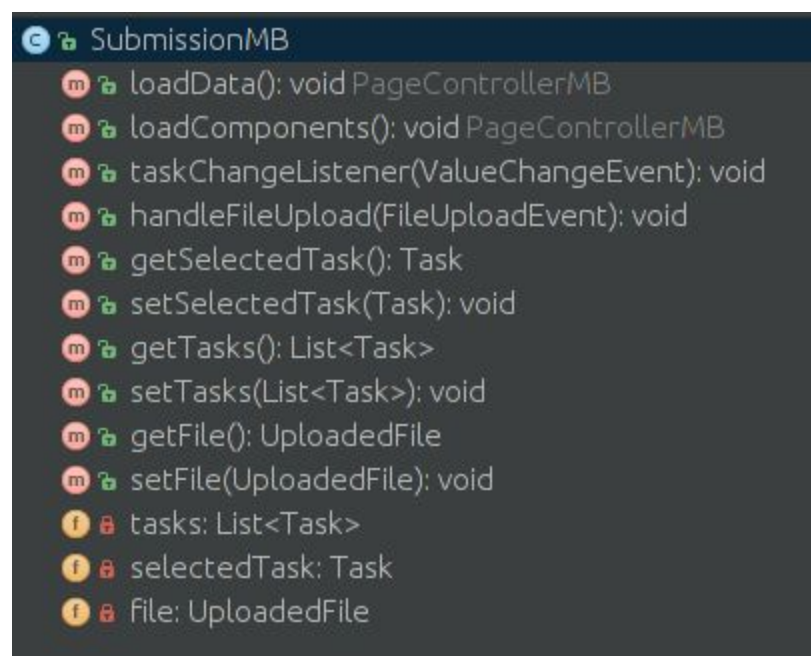 SubmissionMB
loadData(): void PageControllerMB
loadComponents(): void PageControllerMB
taskChangeListener(ValueChangeEvent): void
handleFileUpload(FileUploadEvent): void
getSelectedTask(): Task
setSelectedTask(Task): void
getTasks(): List<Task>
setTasks(List<Task>): void
getFile(): UploadedFile
setFile(UploadedFile): void
tasks: List<Task>
selectedTask: Task
file: UploadedFile